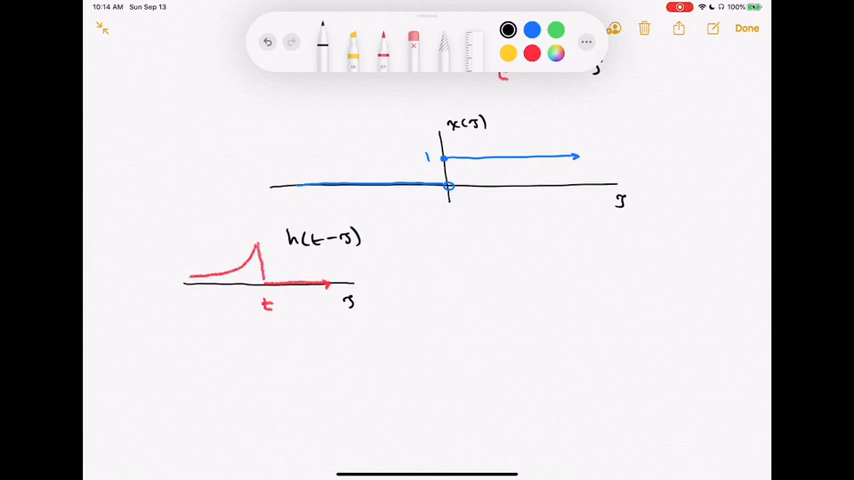 10:14 AM Sun Sep 13
100%
Done
t
x(τ)
1
τ
h(t-τ)
t
τ